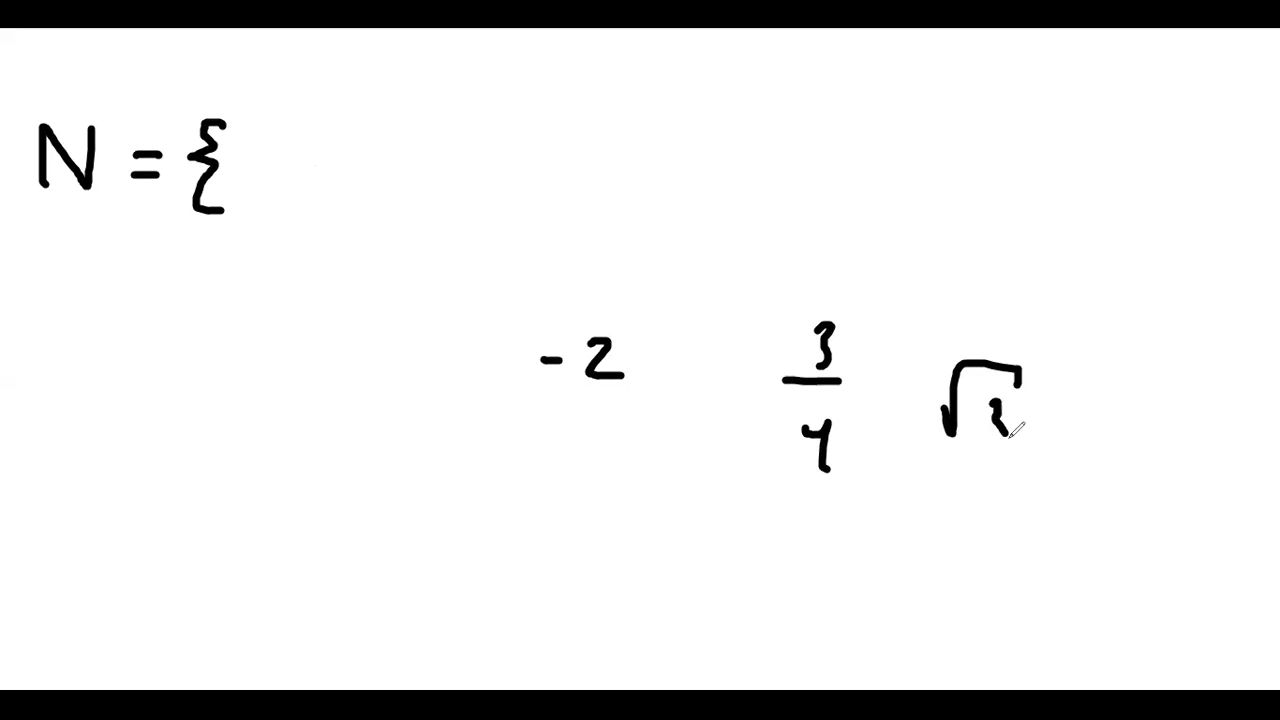 N = {
-2 3/4 √